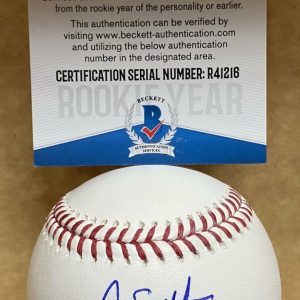 from the rookie year of the personality or earlier.
This authentication can be verified by
visiting www.beckett-authentication.com
and utilizing the below authentication
number in the designated area.
CERTIFICATION SERIAL NUMBER: R41216
ROOKIE YEAR
BECKETT
B
AUTHENTICATION
SERVICES